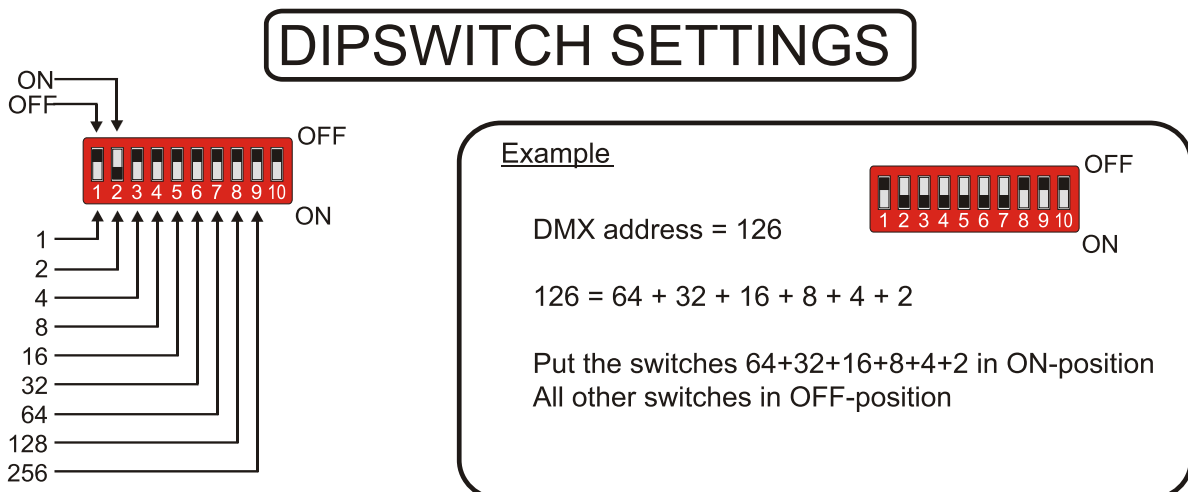 DIPSWITCH SETTINGS
ON
OFF
OFF
1 2 3 4 5 6 7 8 9 10
ON
1
2
4
8
16
32
64
128
256
Example
OFF
1 2 3 4 5 6 7 8 9 10
ON
DMX address = 126
126 = 64 + 32 + 16 + 8 + 4 + 2
Put the switches 64+32+16+8+4+2 in ON-position
All other switches in OFF-position